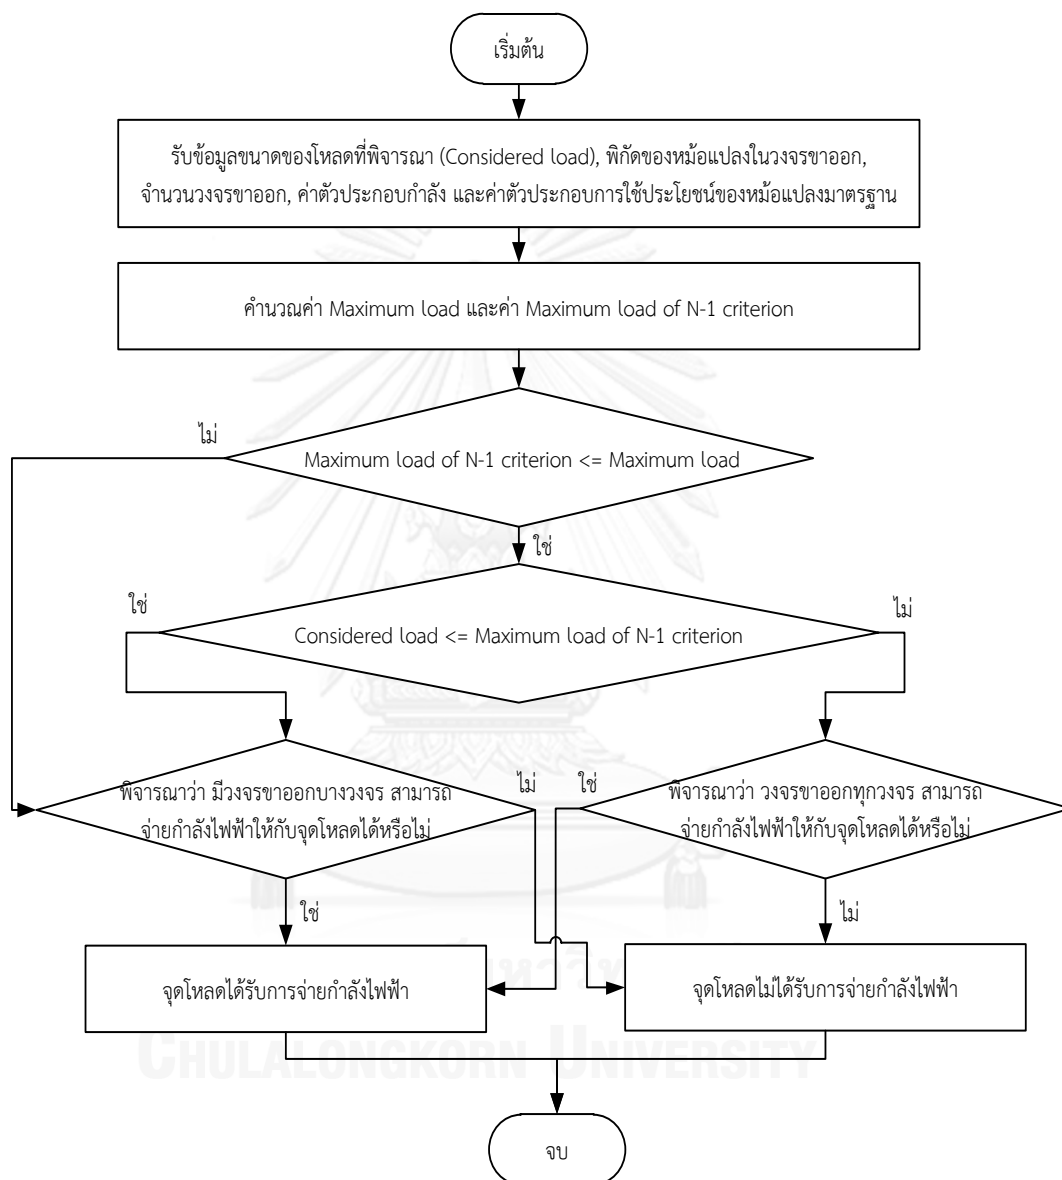 เริ่มต้น
รับข้อมูลขนาดของโหลดที่พิจารณา (Considered load), พิกัดของหม้อแปลงในวงจรขาออก,
จำนวนวงจรขาออก, ค่าตัวประกอบกำลัง และค่าตัวประกอบการใช้ประโยชน์ของหม้อแปลงมาตรฐาน
คำนวณค่า Maximum load และค่า Maximum load of N-1 criterion
ไม่
Maximum load of N-1 criterion <= Maximum load
ใช่
ใช่
ไม่
Considered load <= Maximum load of N-1 criterion
ไม่
ใช่
พิจารณาว่า มีวงจรขาออกบางวงจร สามารถ
จ่ายกำลังไฟฟ้าให้กับจุดโหลดได้หรือไม่
พิจารณาว่า วงจรขาออกทุกวงจร สามารถ
จ่ายกำลังไฟฟ้าให้กับจุดโหลดได้หรือไม่
ใช่
ไม่
จุดโหลดได้รับการจ่ายกำลังไฟฟ้า
จุดโหลดไม่ได้รับการจ่ายกำลังไฟฟ้า
CHULALONGKORN UNIVERSITY
จบ